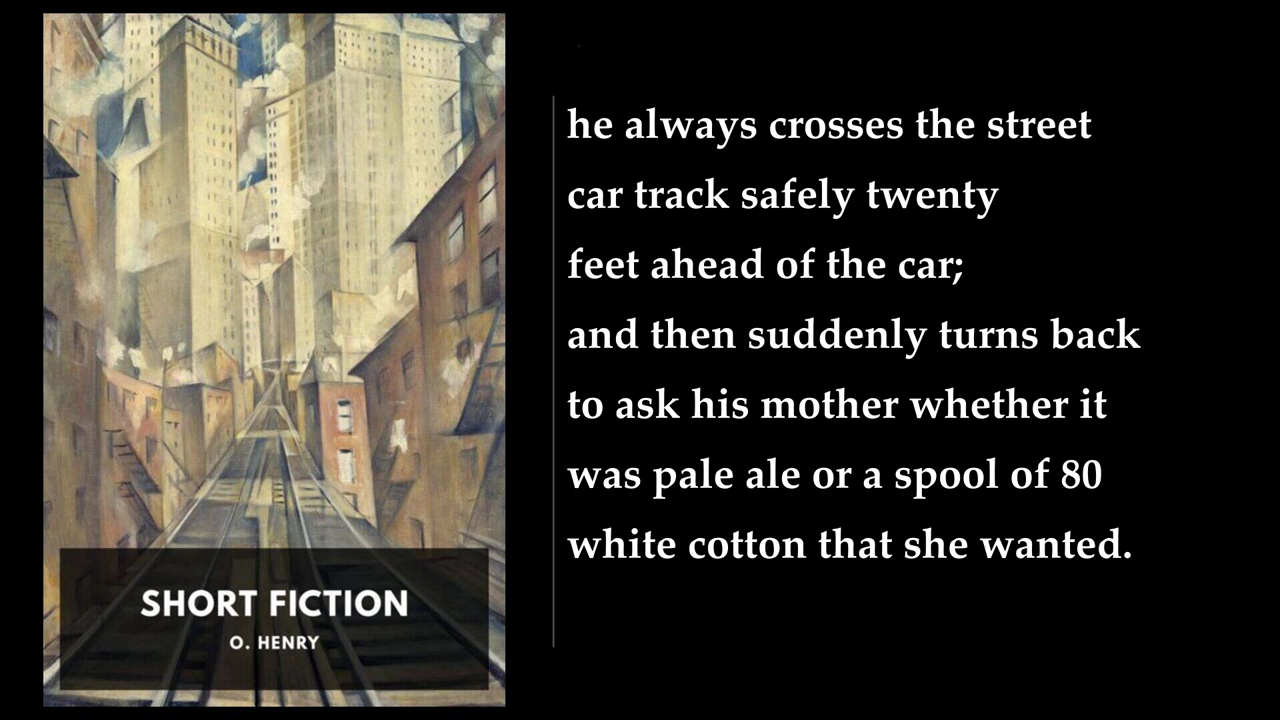 SHORT FICTION
O. HENRY
he always crosses the street
car track safely twenty
feet ahead of the car;
and then suddenly turns back
to ask his mother whether it
was pale ale or a spool of 80
white cotton that she wanted.